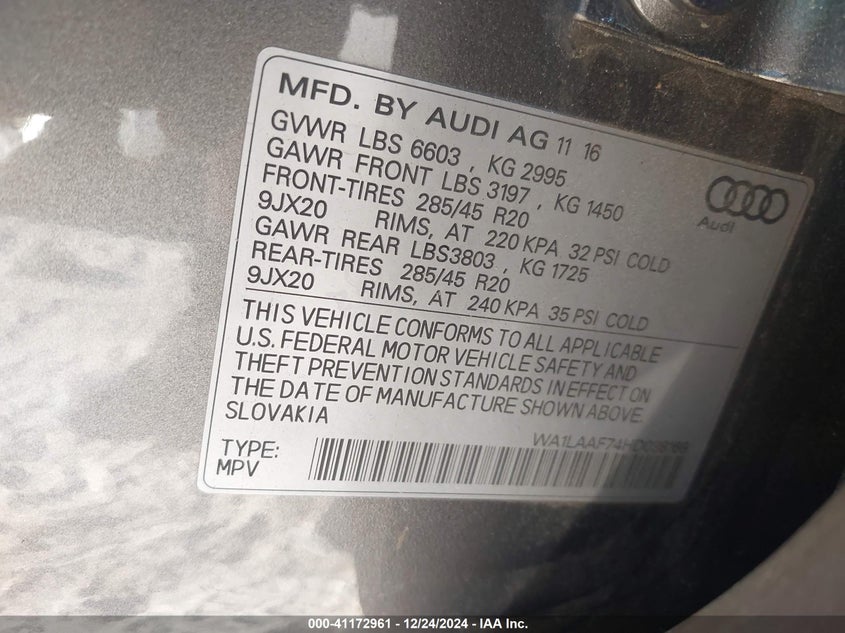 MFD. BY AUDI AG 11 16
GVWR LBS 6603 , KG 2995
GAWR FRONT LBS 3197 , KG 1450
FRONT-TIRES 285/45 R20
9JX20 RIMS, AT 220 KPA 32 PSI COLD
GAWR REAR LBS3803 , KG 1725
REAR-TIRES 285/45 R20
9JX20 RIMS, AT 240 KPA 35 PSI COLD
Audi
THIS VEHICLE CONFORMS TO ALL APPLICABLE
U.S. FEDERAL MOTOR VEHICLE SAFETY AND
THEFT PREVENTION STANDARDS IN EFFECT ON
THE DATE OF MANUFACTURE SHOWN ABOVE.
SLOVAKIA
TYPE:
MPV
000-41172961 - 12/24/2024 - IAA Inc.